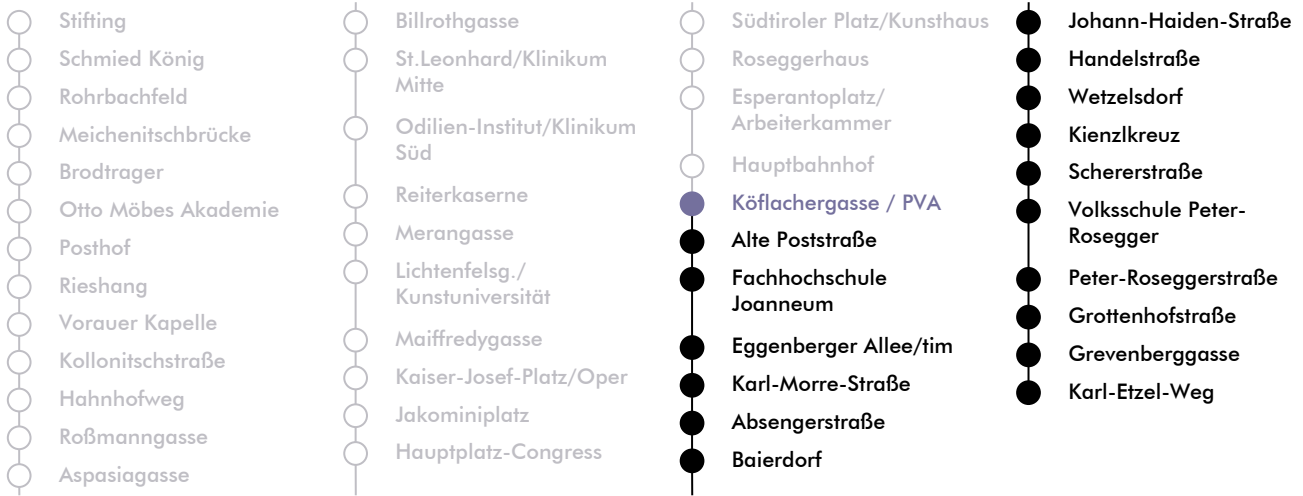 Stifting
Schmied König
Rohrbachfeld
Meichenitschbrücke
Brodtrager
Otto Möbes Akademie
Posthof
Rieshang
Vorauer Kapelle
Kollonitschstraße
Hahnhofweg
Roßmanngasse
Aspasiagasse
Billrothgasse
St.Leonhard/Klinikum
Mitte
Odilien-Institut/Klinikum
Süd
Reiterkaserne
Merangasse
Lichtenfelsg./
Kunstuniversität
Maiffredygasse
Kaiser-Josef-Platz/Oper
Jakominiplatz
Hauptplatz-Congress
Südtiroler Platz/Kunsthaus
Roseggerhaus
Esperantoplatz/
Arbeiterkammer
Hauptbahnhof
Köflachergasse / PVA
Alte Poststraße
Fachhochschule
Joanneum
Eggenberger Allee/tim
Karl-Morre-Straße
Absengerstraße
Baierdorf
Johann-Haiden-Straße
Handelstraße
Wetzelsdorf
Kienzlkreuz
Schererstraße
Volksschule Peter-
Rosegger
Peter-Roseggerstraße
Grottenhofstraße
Grevenberggasse
Karl-Etzel-Weg